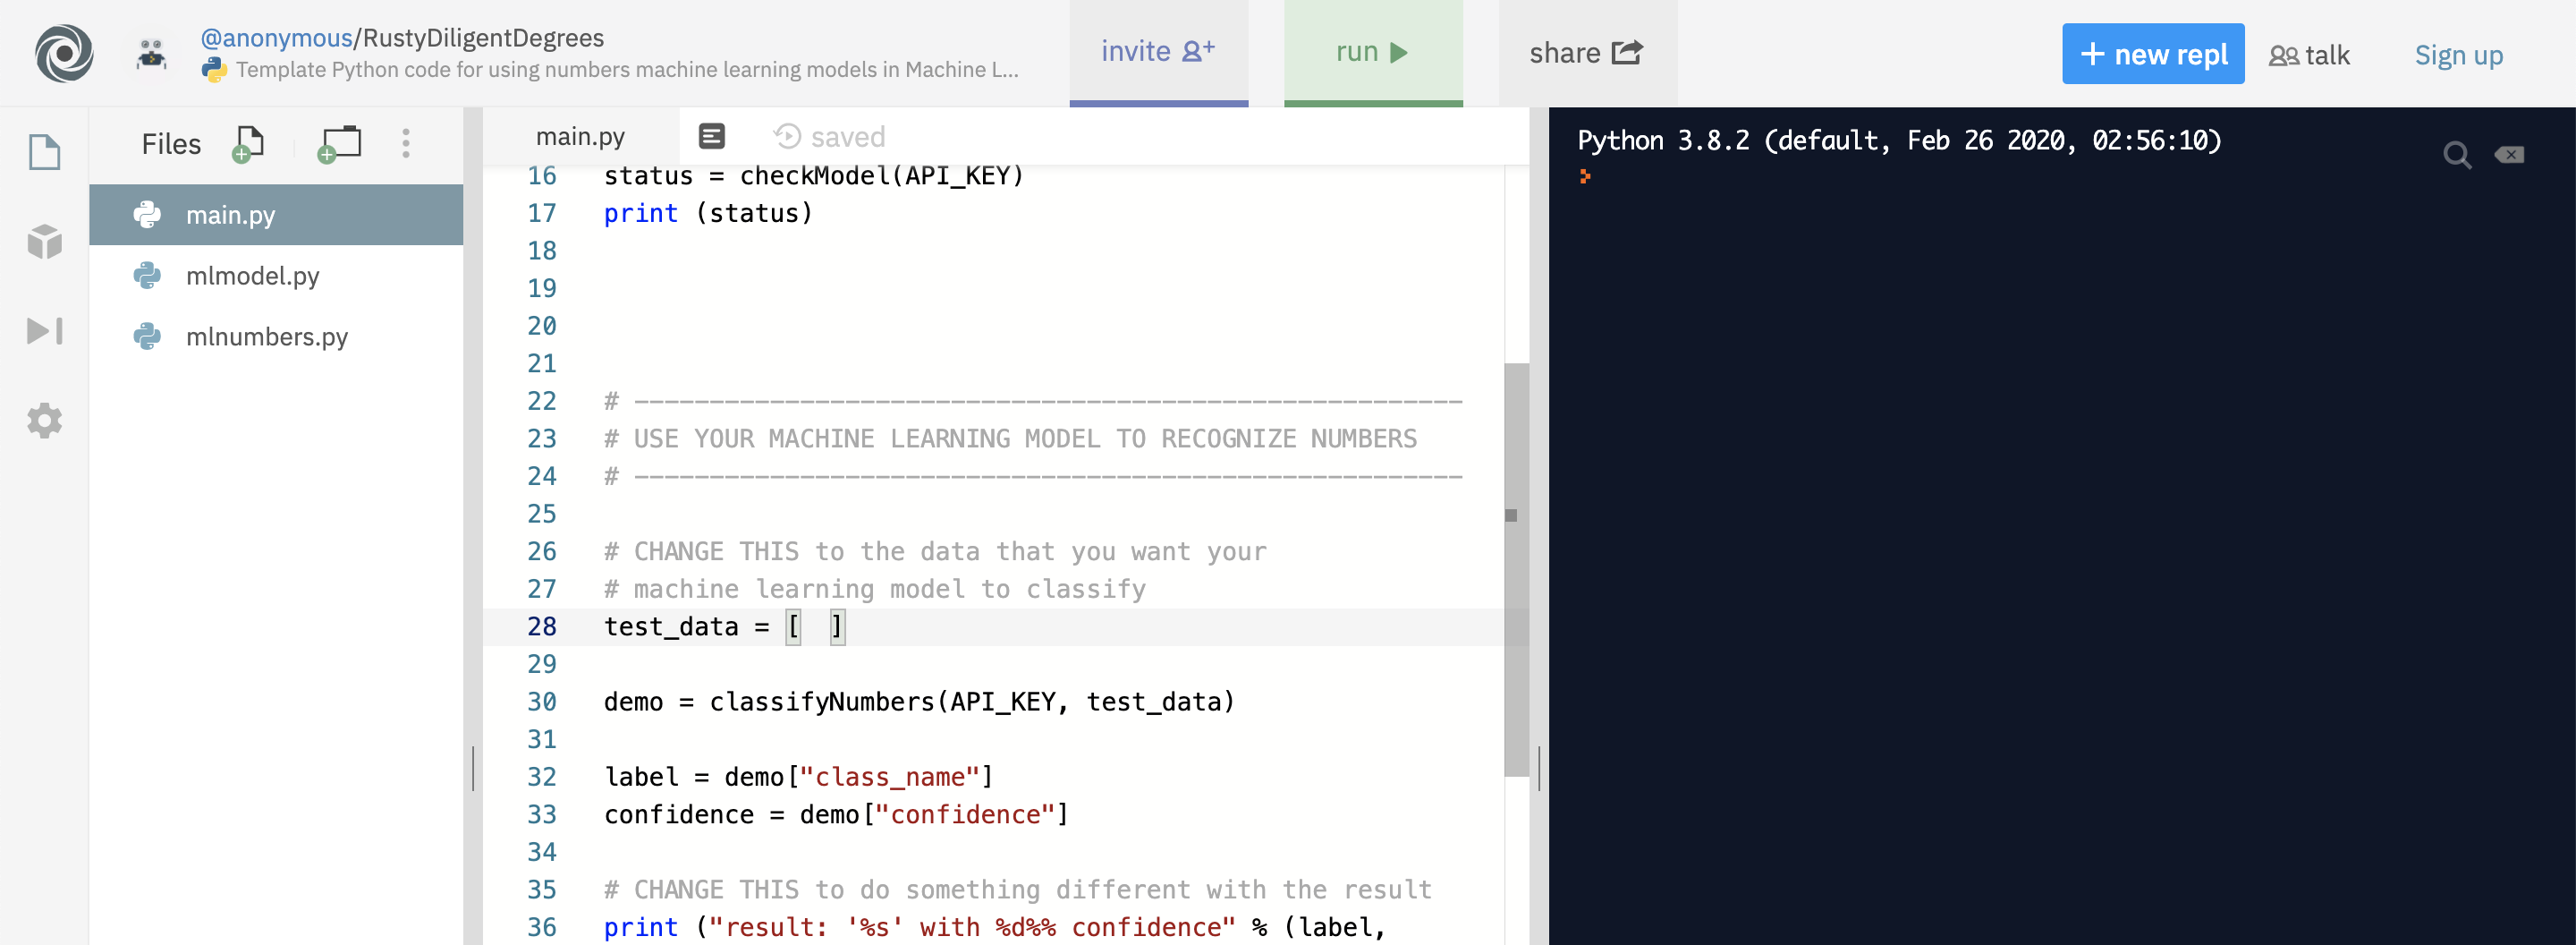 @anonymous/RustyDiligentDegrees
Template Python code for using numbers machine learning models in Machine L...
invite
run
share
+ new repl
talk
Sign up
Files
main.py
mlmodel.py
mlnumbers.py
main.py
saved
16 status = checkModel(API_KEY)
17 print (status)
18
19
20
21
22 # -------------------------------------------------------
23 # USE YOUR MACHINE LEARNING MODEL TO RECOGNIZE NUMBERS
24 # -------------------------------------------------------
25
26 # CHANGE THIS to the data that you want your
27 # machine learning model to classify
28 test_data = [  ]
29
30 demo = classifyNumbers(API_KEY, test_data)
31
32 label = demo["class_name"]
33 confidence = demo["confidence"]
34
35 # CHANGE THIS to do something different with the result
36 print ("result: '%s' with %d%% confidence" % (label,
Python 3.8.2 (default, Feb 26 2020, 02:56:10)